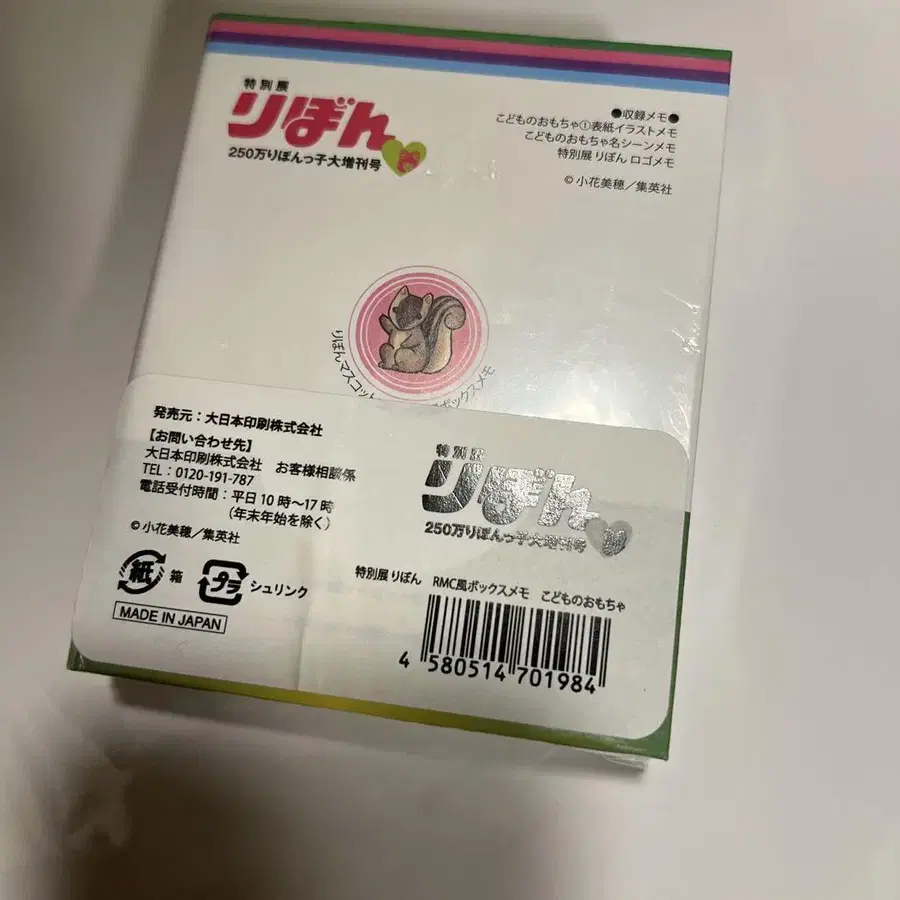 特別展
りぼん
250万りぼんっ子大増刊号
●収録メモ●
こどものおもちゃ①表紙イラストメモ
こどものおもちゃ名シーンメモ
特別展 りぼん ロゴメモ
© 小花美穂／集英社
りぼんマスコット
ボックスメモ
発売元：大日本印刷株式会社
【お問い合わせ先】
大日本印刷株式会社　お客様相談係
TEL：0120-191-787
電話受付時間：平日10時〜17時
（年末年始を除く）
© 小花美穂／集英社
紙 箱
プラ シュリンク
MADE IN JAPAN
特別展
りぼん
250万りぼんっ子大増刊号
特別展 りぼん　RMC風ボックスメモ　こどものおもちゃ
4 580514 701984